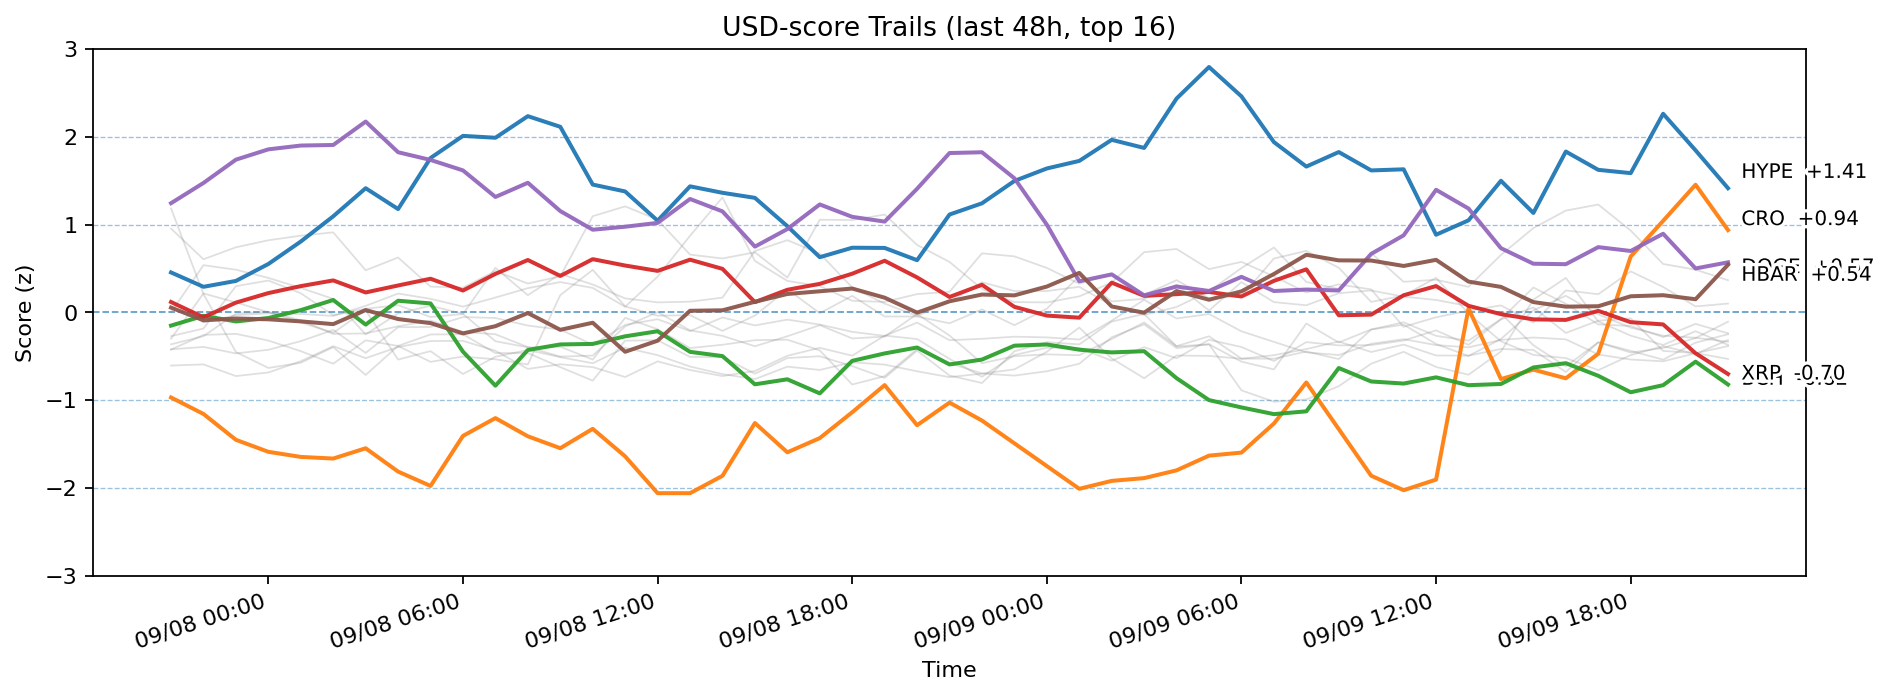 USD-score Trails (last 48h, top 16)
Score (z)
3
2
1
0
−1
−2
−3
HYPE +1.41
CRO +0.94
HBAR +0.54
XRP -0.70
09/08 00:00
09/08 06:00
09/08 12:00
09/08 18:00
09/09 00:00
09/09 06:00
09/09 12:00
09/09 18:00
Time